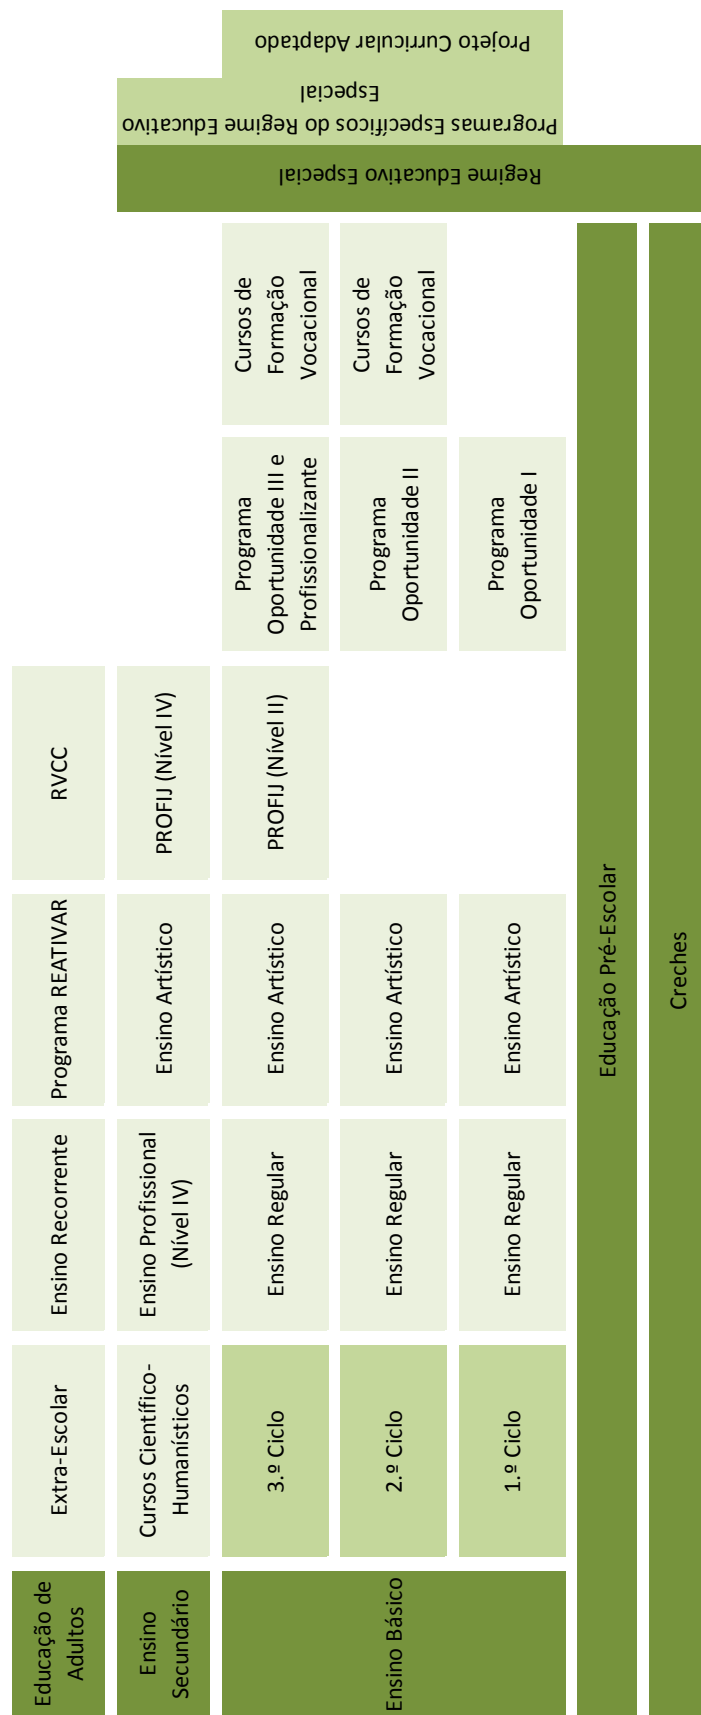 Educação de
Adultos
Extra-Escolar
Ensino Recorrente
Programa REATIVAR
RVCC
Ensino
Secundário
Cursos Científico-
Humanísticos
Ensino Profissional
(Nível IV)
Ensino Artístico
PROFIJ (Nível IV)
Ensino Básico
3.º Ciclo
Ensino Regular
Ensino Artístico
PROFIJ (Nível II)
Programa
Oportunidade III e
Profissionalizante
Cursos de
Formação
Vocacional
2.º Ciclo
Ensino Regular
Ensino Artístico
Programa
Oportunidade II
Cursos de
Formação
Vocacional
1.º Ciclo
Ensino Regular
Ensino Artístico
Programa
Oportunidade I
Educação Pré-Escolar
Creches
Regime Educativo Especial
Programas Específicos do Regime Educativo
Especial
Projeto Curricular Adaptado